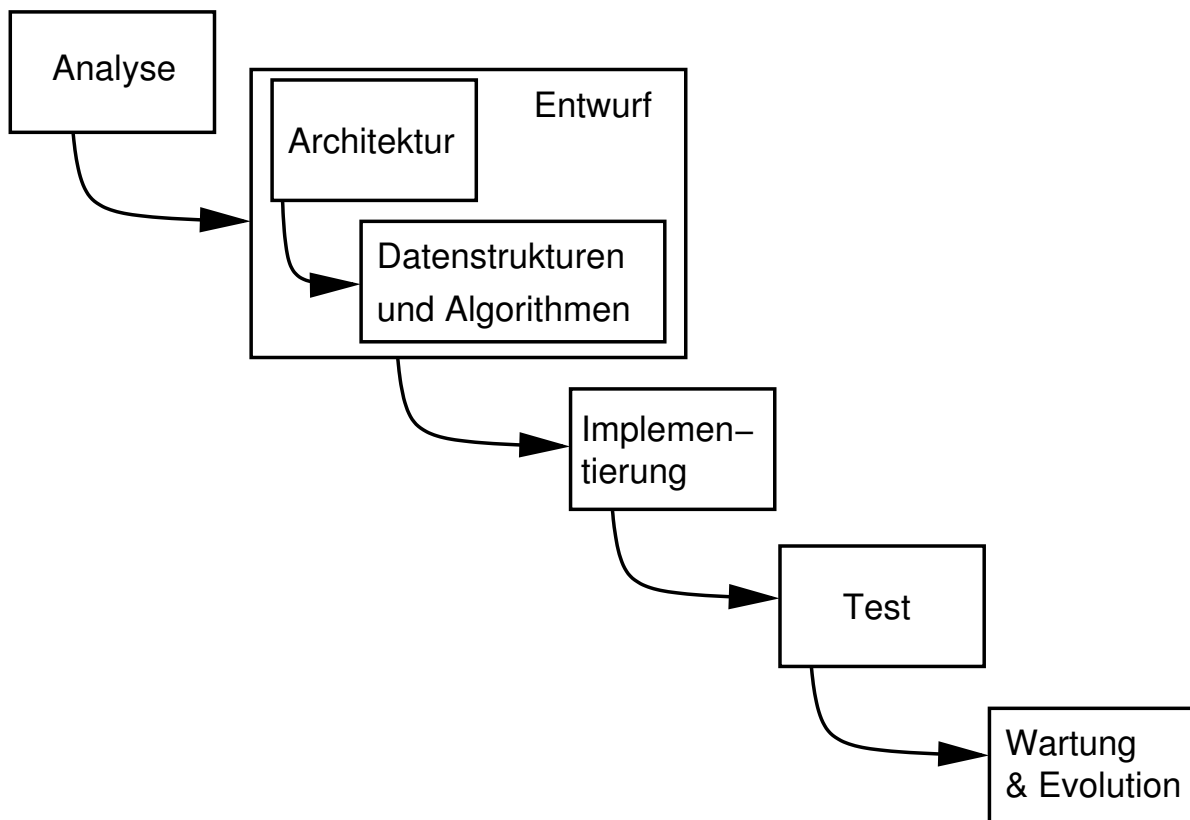 Analyse
Entwurf
Architektur
Datenstrukturen
und Algorithmen
Implemen−
tierung
Test
Wartung
& Evolution